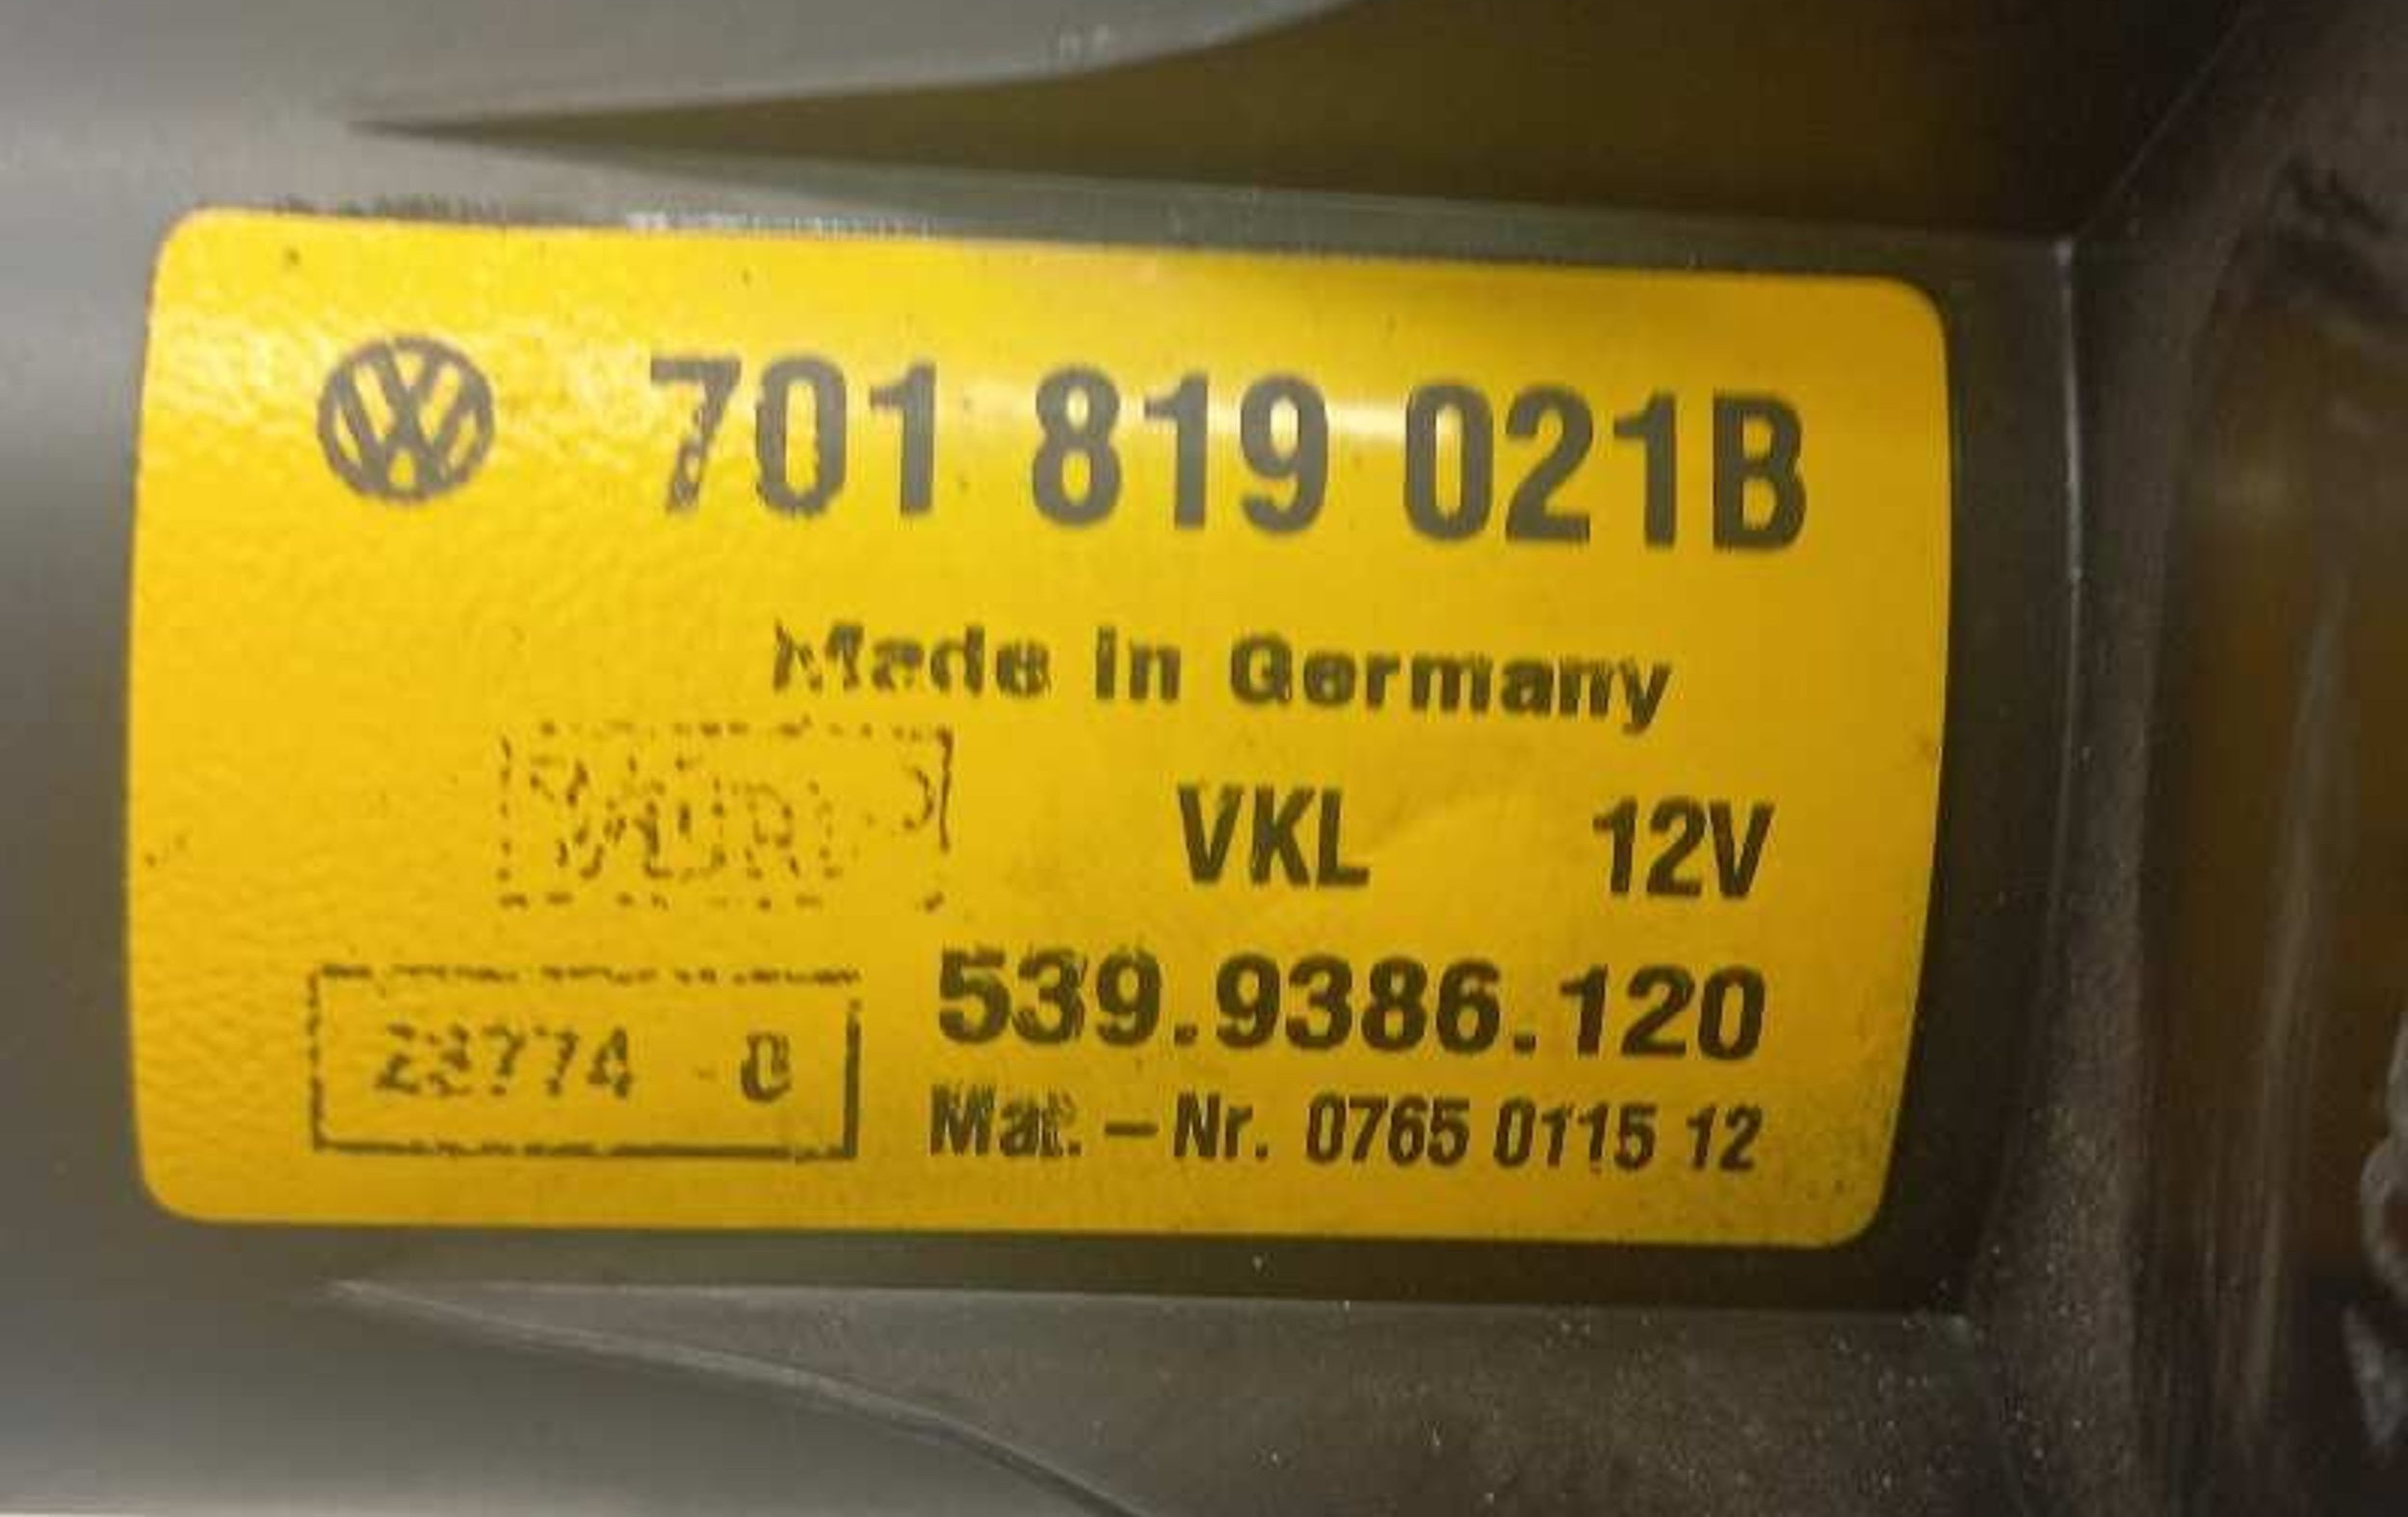 701 819 021B
Made in Germany
VKL 12V
539.9386.120
Mat.-Nr. 0765 0115 12